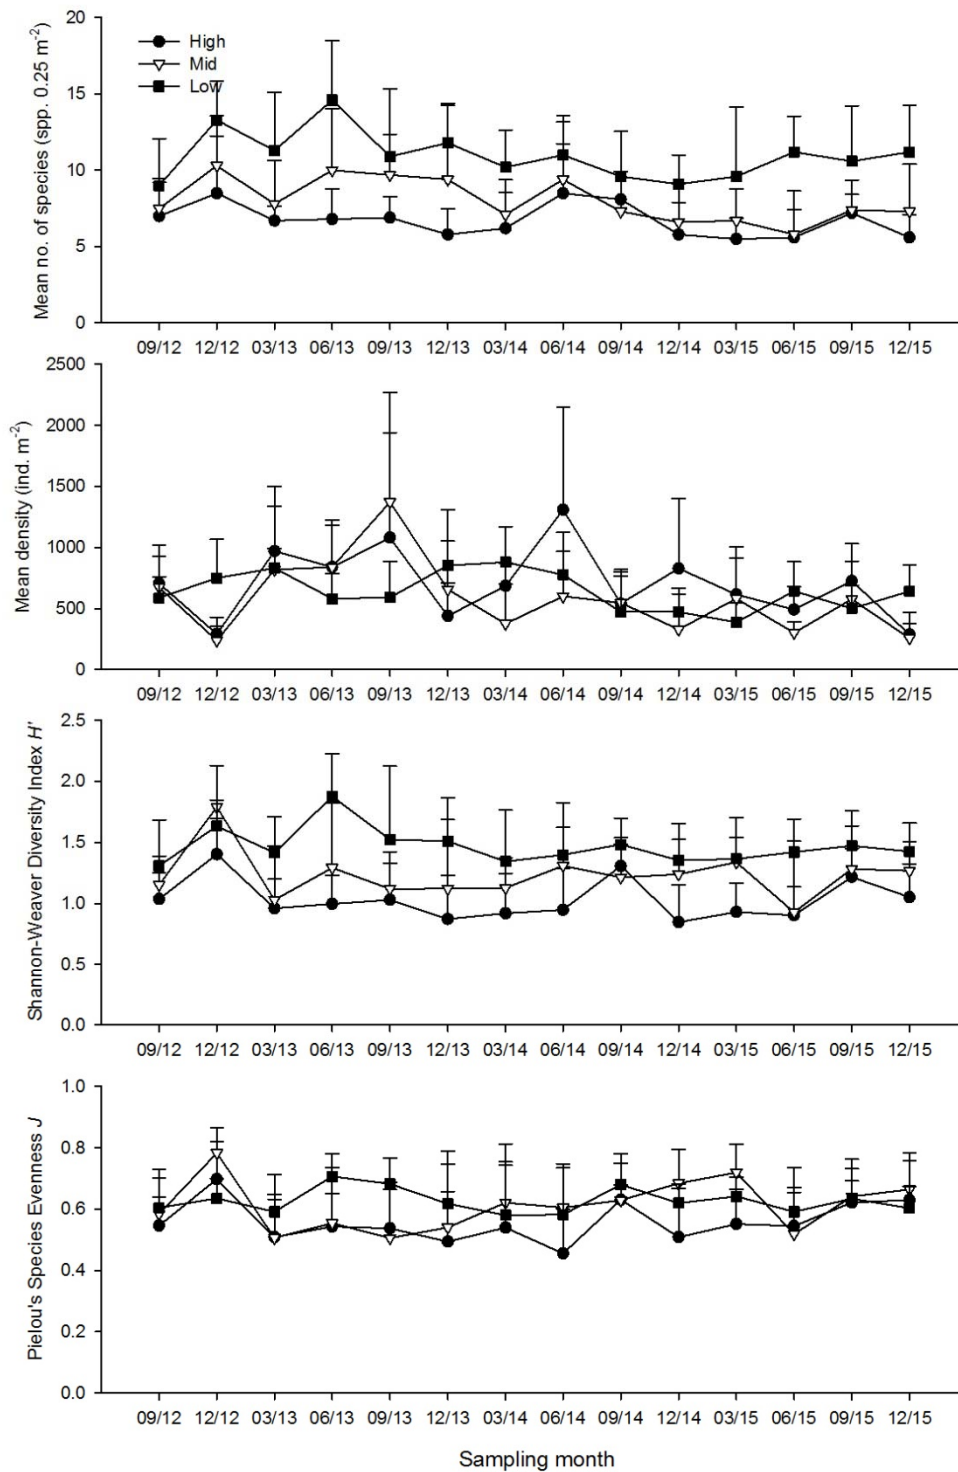 Mean no. of species (spp. 0.25 m-2)
20
15
10
5
0
High
Mid
Low
09/12 12/12 03/13 06/13 09/13 12/13 03/14 06/14 09/14 12/14 03/15 06/15 09/15 12/15
Mean density (ind. m-2)
2500
2000
1500
1000
500
0
09/12 12/12 03/13 06/13 09/13 12/13 03/14 06/14 09/14 12/14 03/15 06/15 09/15 12/15
Shannon-Weaver Diversity Index H'
2.5
2.0
1.5
1.0
0.5
0.0
09/12 12/12 03/13 06/13 09/13 12/13 03/14 06/14 09/14 12/14 03/15 06/15 09/15 12/15
Pielou's Species Evenness J
1.0
0.8
0.6
0.4
0.2
0.0
09/12 12/12 03/13 06/13 09/13 12/13 03/14 06/14 09/14 12/14 03/15 06/15 09/15 12/15
Sampling month